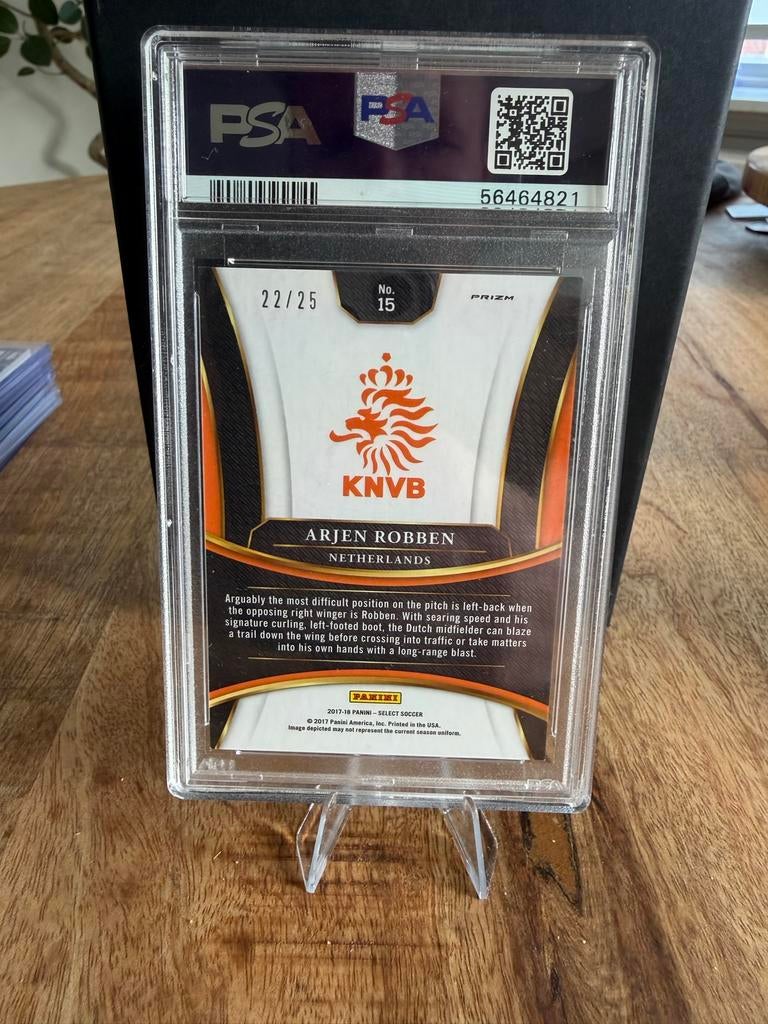 PSA
PSA
56464821
22/25
No.
15
PRIZM
KNVB
ARJEN ROBBEN
NETHERLANDS
Arguably the most difficult position on the pitch is left-back when
the opposing right winger is Robben. With searing speed and his
signature curling, left-footed boot, the Dutch midfielder can blaze
a trail down the wing before crossing into traffic or take matters
into his own hands with a long-range blast.
PANINI
2017-18 PANINI – SELECT SOCCER
© 2017 Panini America, Inc. Printed in the USA.
Image depicted may not represent the current season uniform.